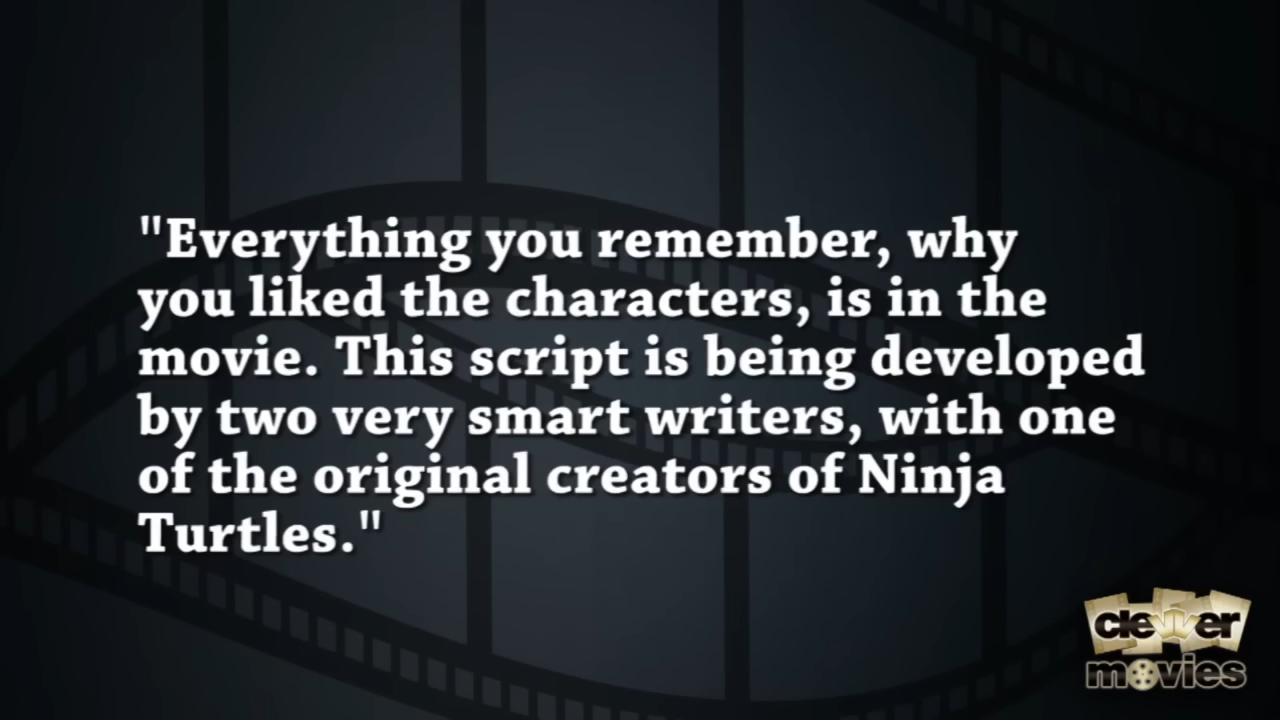 "Everything you remember, why
you liked the characters, is in the
movie. This script is being developed
by two very smart writers, with one
of the original creators of Ninja
Turtles."
clevver
movies